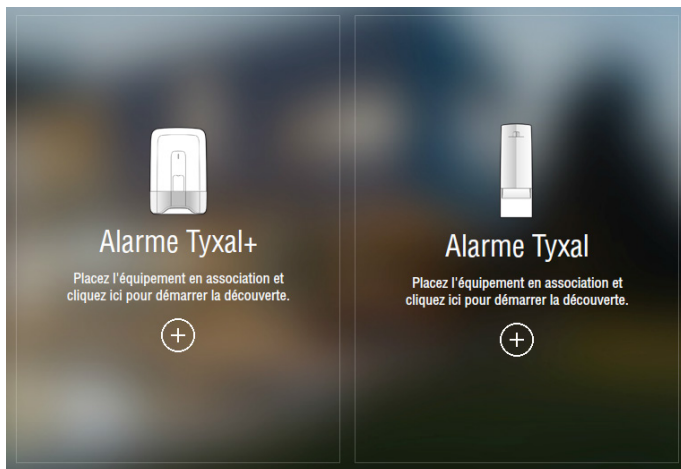 Alarme Tyxal+
Placez l'équipement en association et
cliquez ici pour démarrer la découverte.
Alarme Tyxal
Placez l'équipement en association et
cliquez ici pour démarrer la découverte.